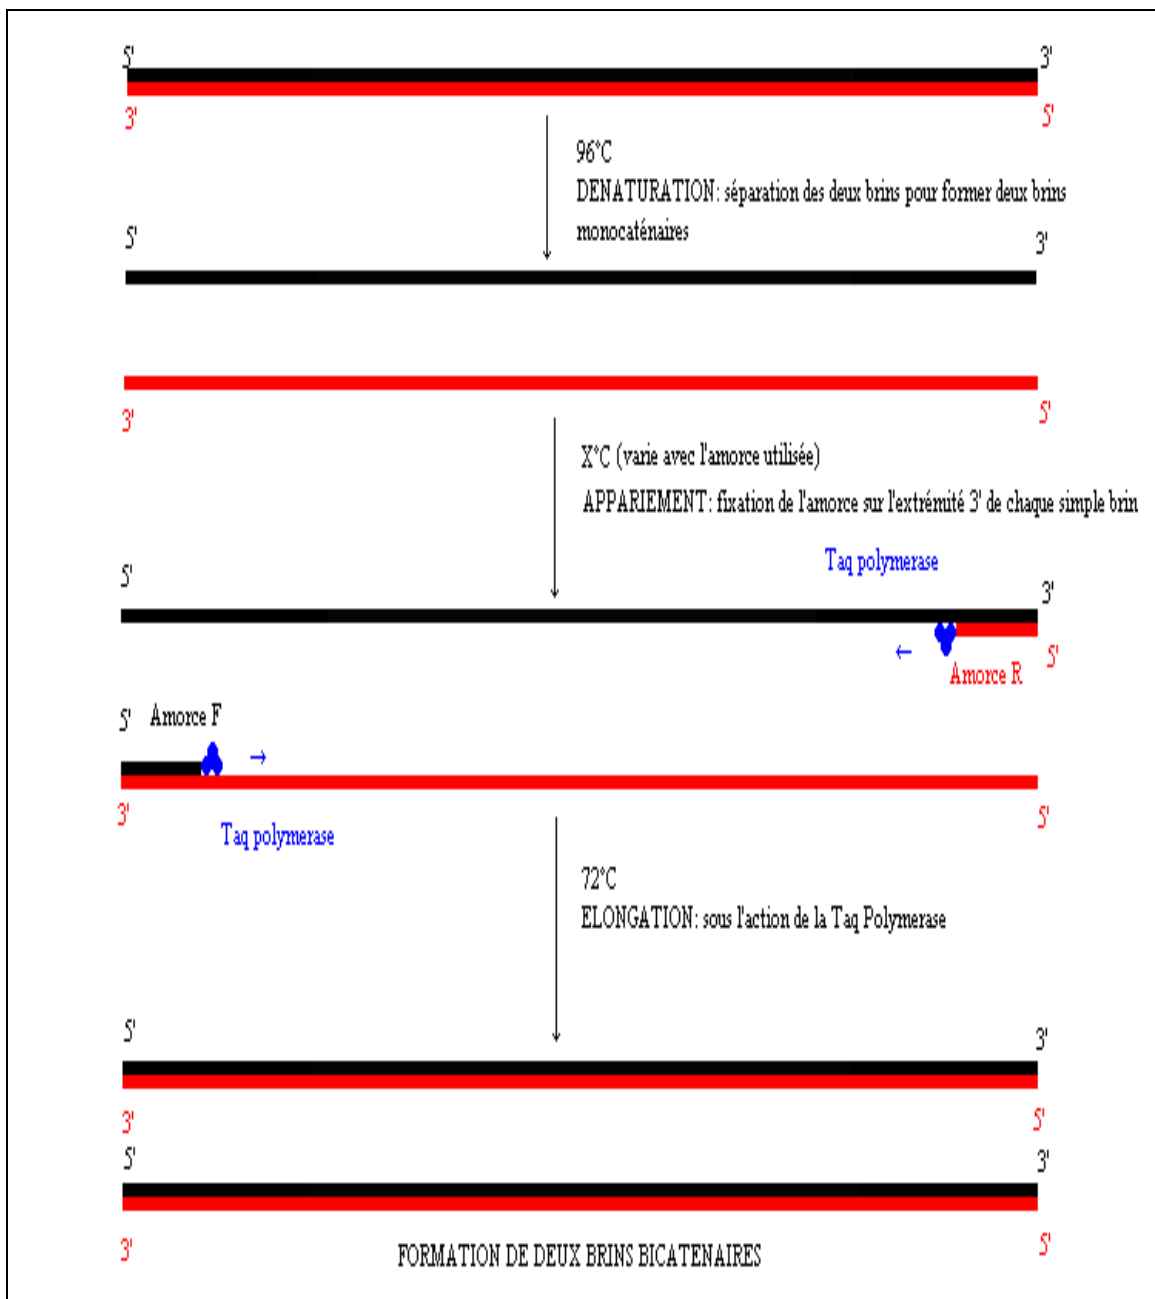 5'
3'
3'
5'
96°C
DENATURATION: séparation des deux brins pour former deux brins
monocaténaires
5'
3'
3'
5'
X°C (varie avec l'amorce utilisée)
APPARIEMENT: fixation de l'amorce sur l'extrémité 3' de chaque simple brin
Taq polymerase
5'
3'
←
5'
Amorce R
5' Amorce F
→
3'
5'
Taq polymerase
72°C
ELONGATION: sous l'action de la Taq Polymerase
5'
3'
3'
5'
5'
3'
3'
5'
FORMATION DE DEUX BRINS BICATENAIRES